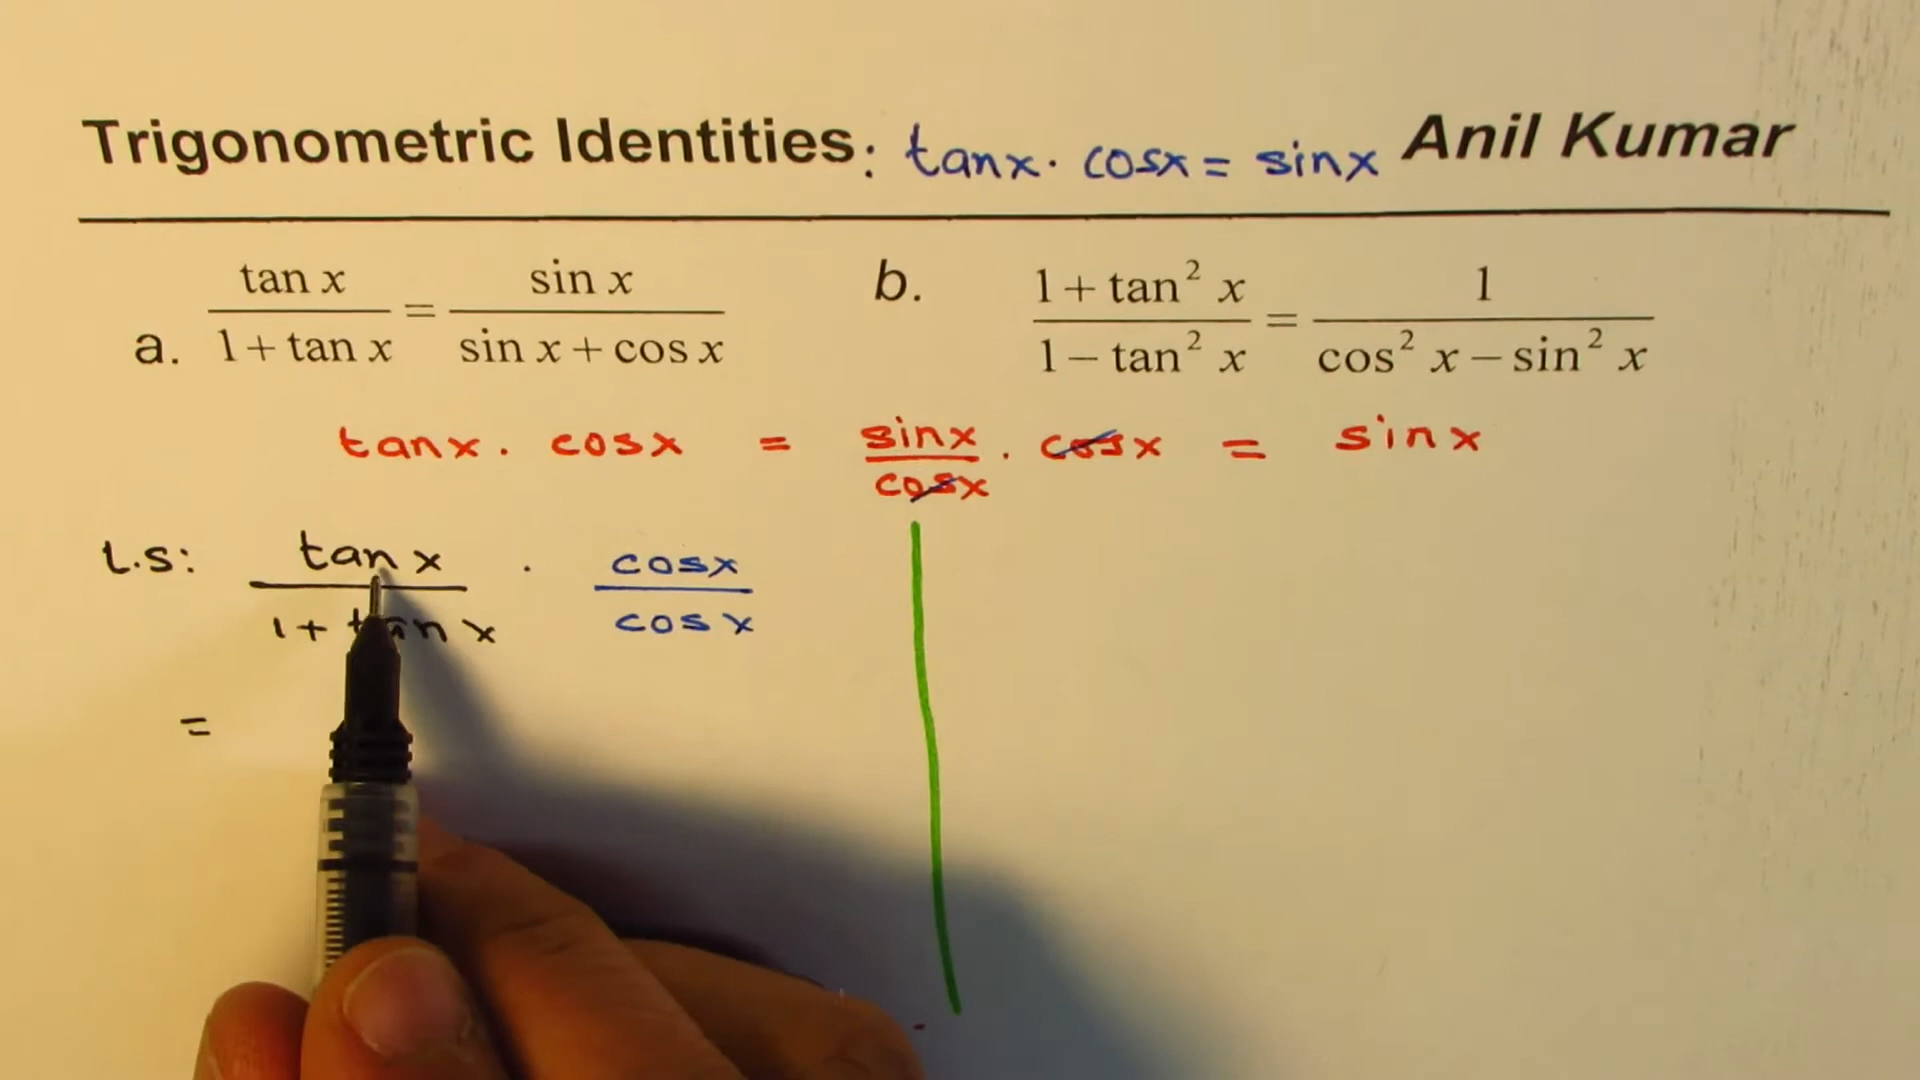 Trigonometric Identities: tanx · cosx = sinx Anil Kumar
a. tan x / 1 + tan x = sin x / sin x + cos x
b. 1 + tan² x / 1 − tan² x = 1 / cos² x − sin² x
tanx · cosx = sinx / cosx · cosx = sinx
L.S: tan x / 1 + tan x · cosx / cosx
=